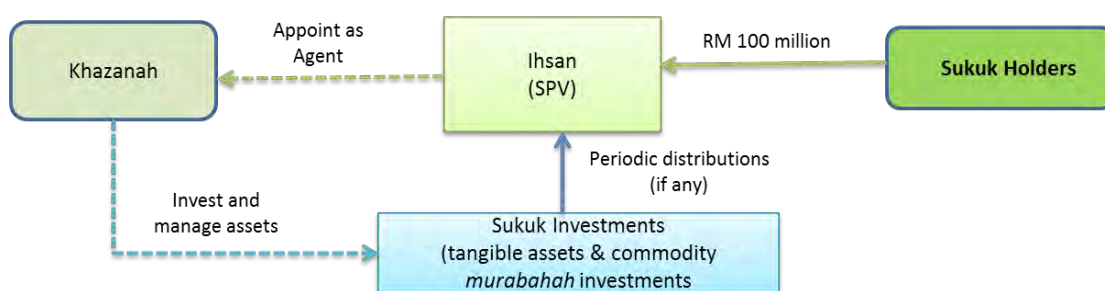 Khazanah
Appoint as
Agent
Ihsan
(SPV)
RM 100 million
Sukuk Holders
Periodic distributions
(if any)
Invest and
manage assets
Sukuk Investments
(tangible assets & commodity
murabahah investments